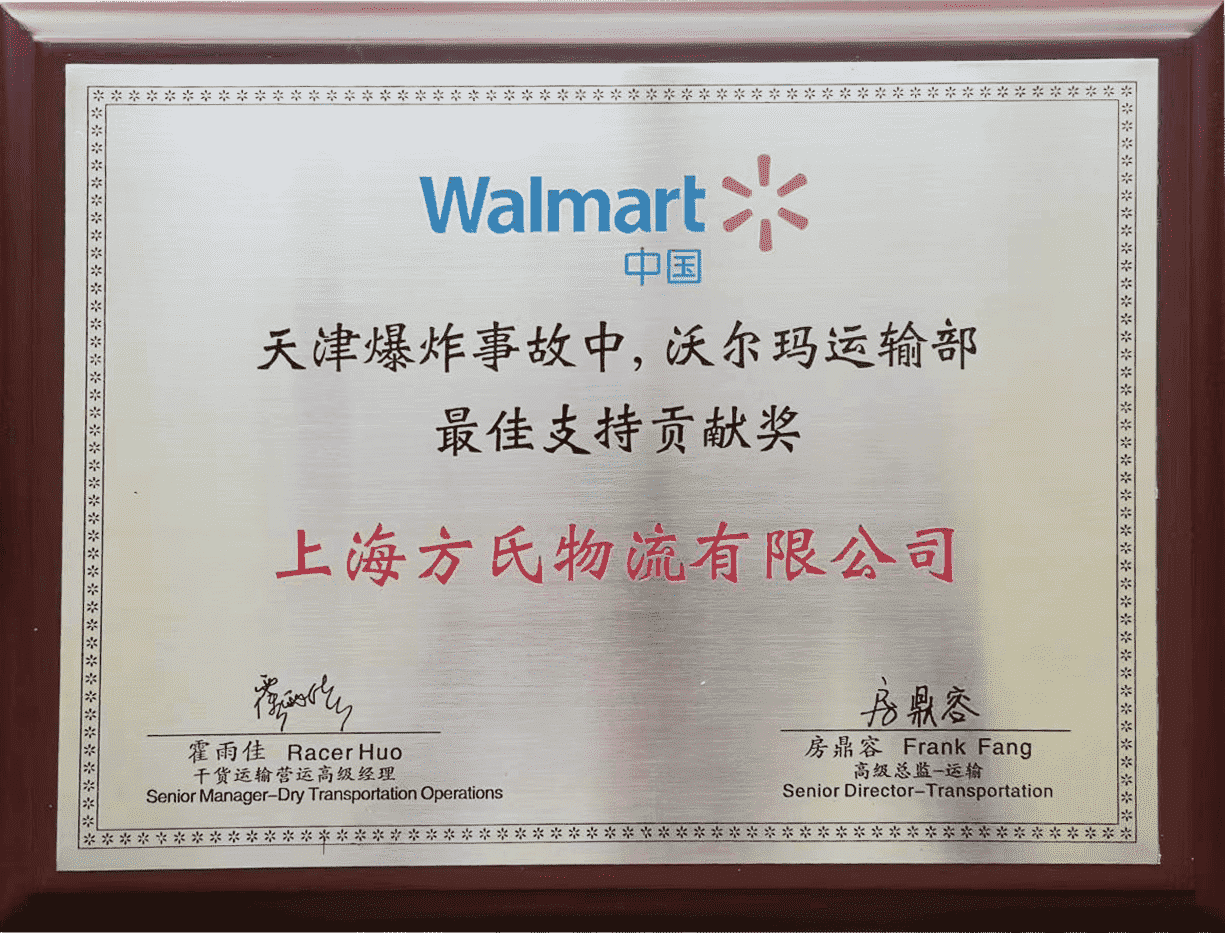 Walmart
中国
天津爆炸事故中,沃尔玛运输部
最佳支持贡献奖
上海方氏物流有限公司
霍雨佳
霍雨佳 Racer Huo
干货运输营运高级经理
Senior Manager–Dry Transportation Operations
房鼎容
房鼎容 Frank Fang
高级总监–运输
Senior Director–Transportation